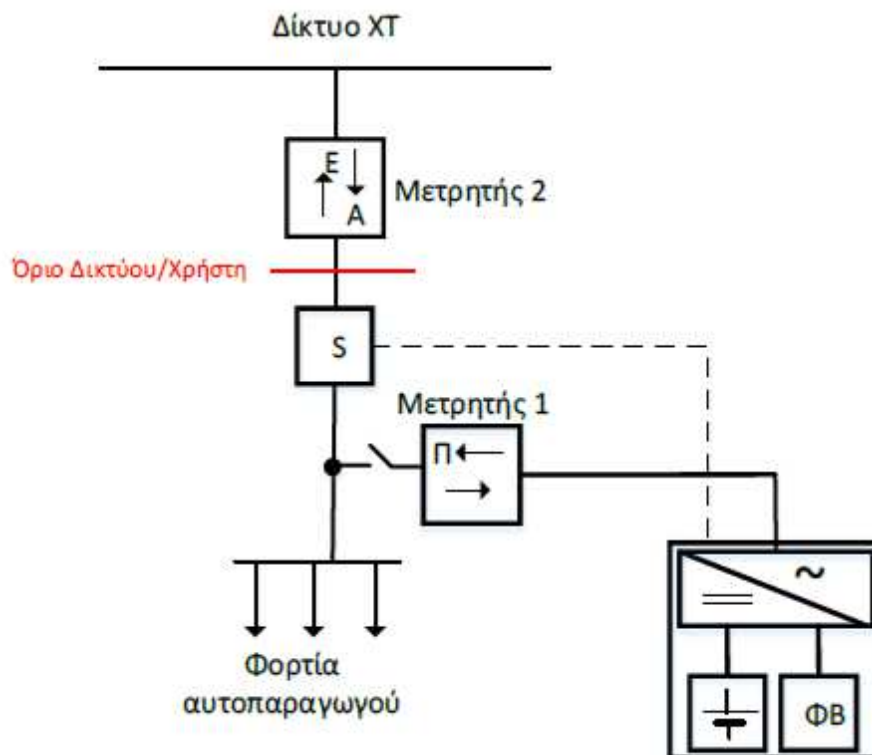 Δίκτυο ΧΤ
Ε
Α
Μετρητής 2
Όριο Δικτύου/Χρήστη
S
Μετρητής 1
Π
~
Φορτία
αυτοπαραγωγού
ΦΒ